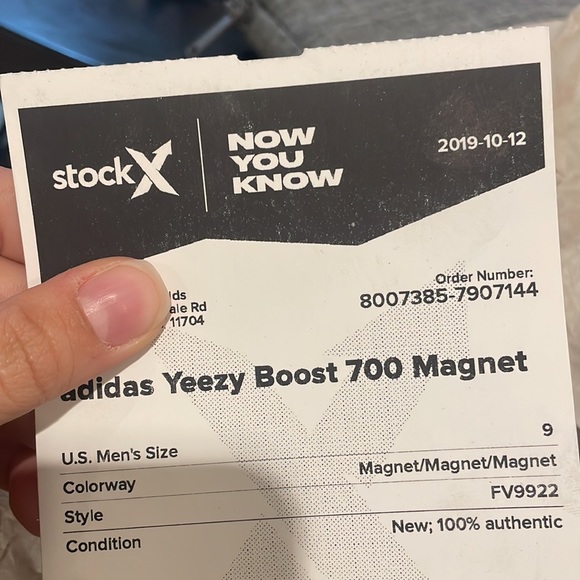 stockX
NOW
YOU
KNOW
2019-10-12
lds
ale Rd
11704
Order Number:
8007385-7907144
adidas Yeezy Boost 700 Magnet
U.S. Men's Size 9
Colorway Magnet/Magnet/Magnet
Style FV9922
Condition New; 100% authentic